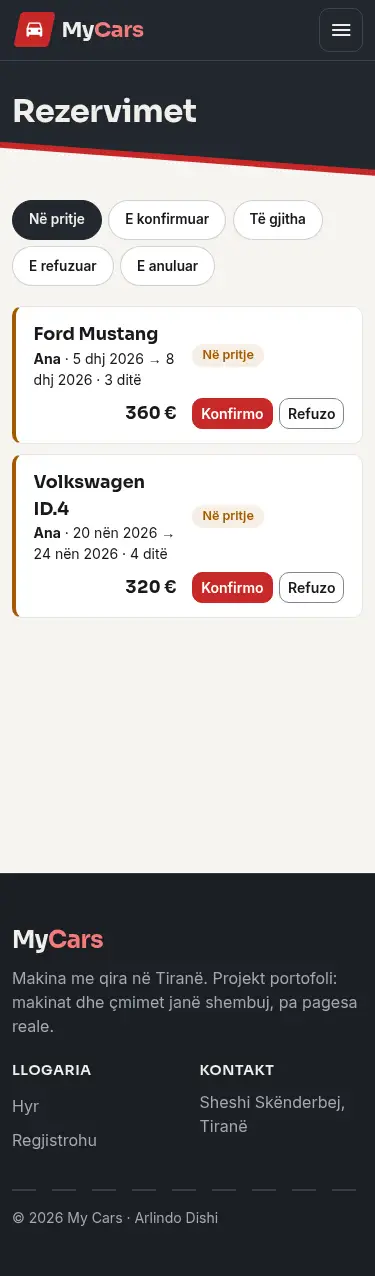 MyCars
Rezervimet
Në pritje
E konfirmuar
Të gjitha
E refuzuar
E anuluar
Ford Mustang
Ana · 5 dhj 2026 → 8
dhj 2026 · 3 ditë
Në pritje
360 €
Konfirmo
Refuzo
Volkswagen
ID.4
Ana · 20 nën 2026 →
24 nën 2026 · 4 ditë
Në pritje
320 €
Konfirmo
Refuzo
MyCars
Makina me qira në Tiranë. Projekt portofoli:
makinat dhe çmimet janë shembuj, pa pagesa
reale.
LLOGARIA
Hyr
Regjistrohu
KONTAKT
Sheshi Skënderbej,
Tiranë
© 2026 My Cars · Arlindo Dishi